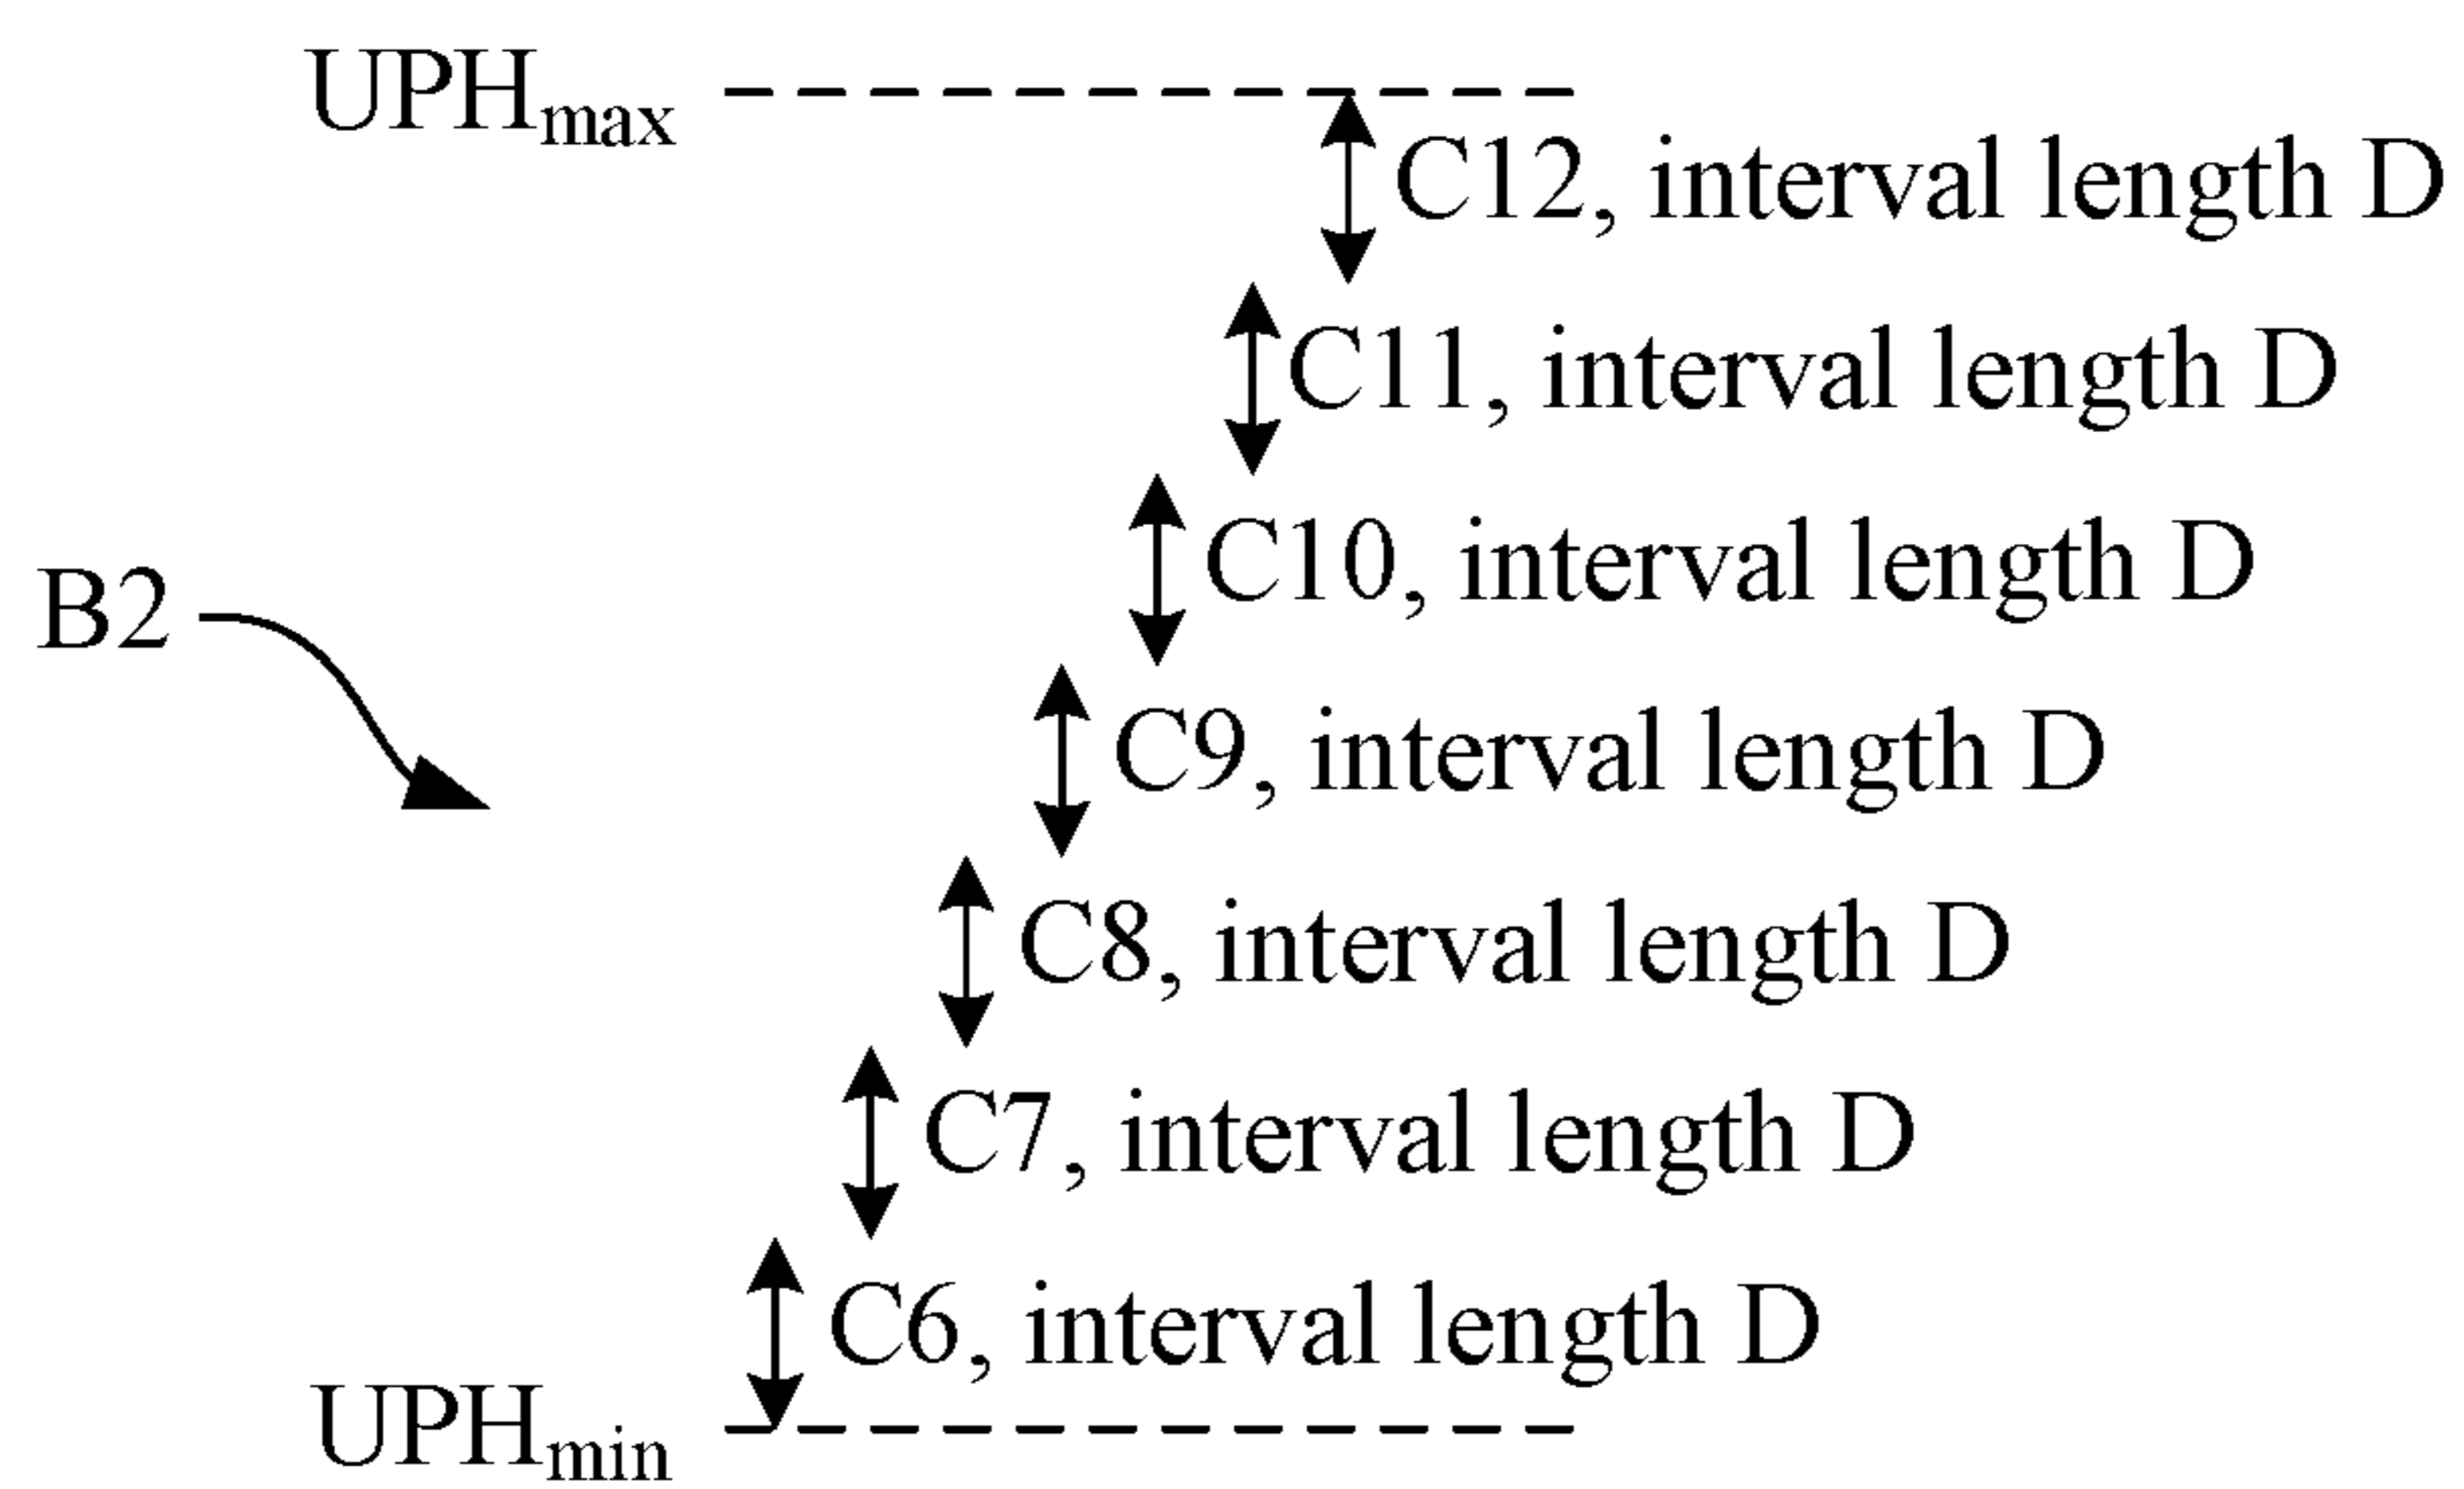 UPHmax
C12, interval length D
C11, interval length D
C10, interval length D
B2
C9, interval length D
C8, interval length D
C7, interval length D
C6, interval length D
UPHmin